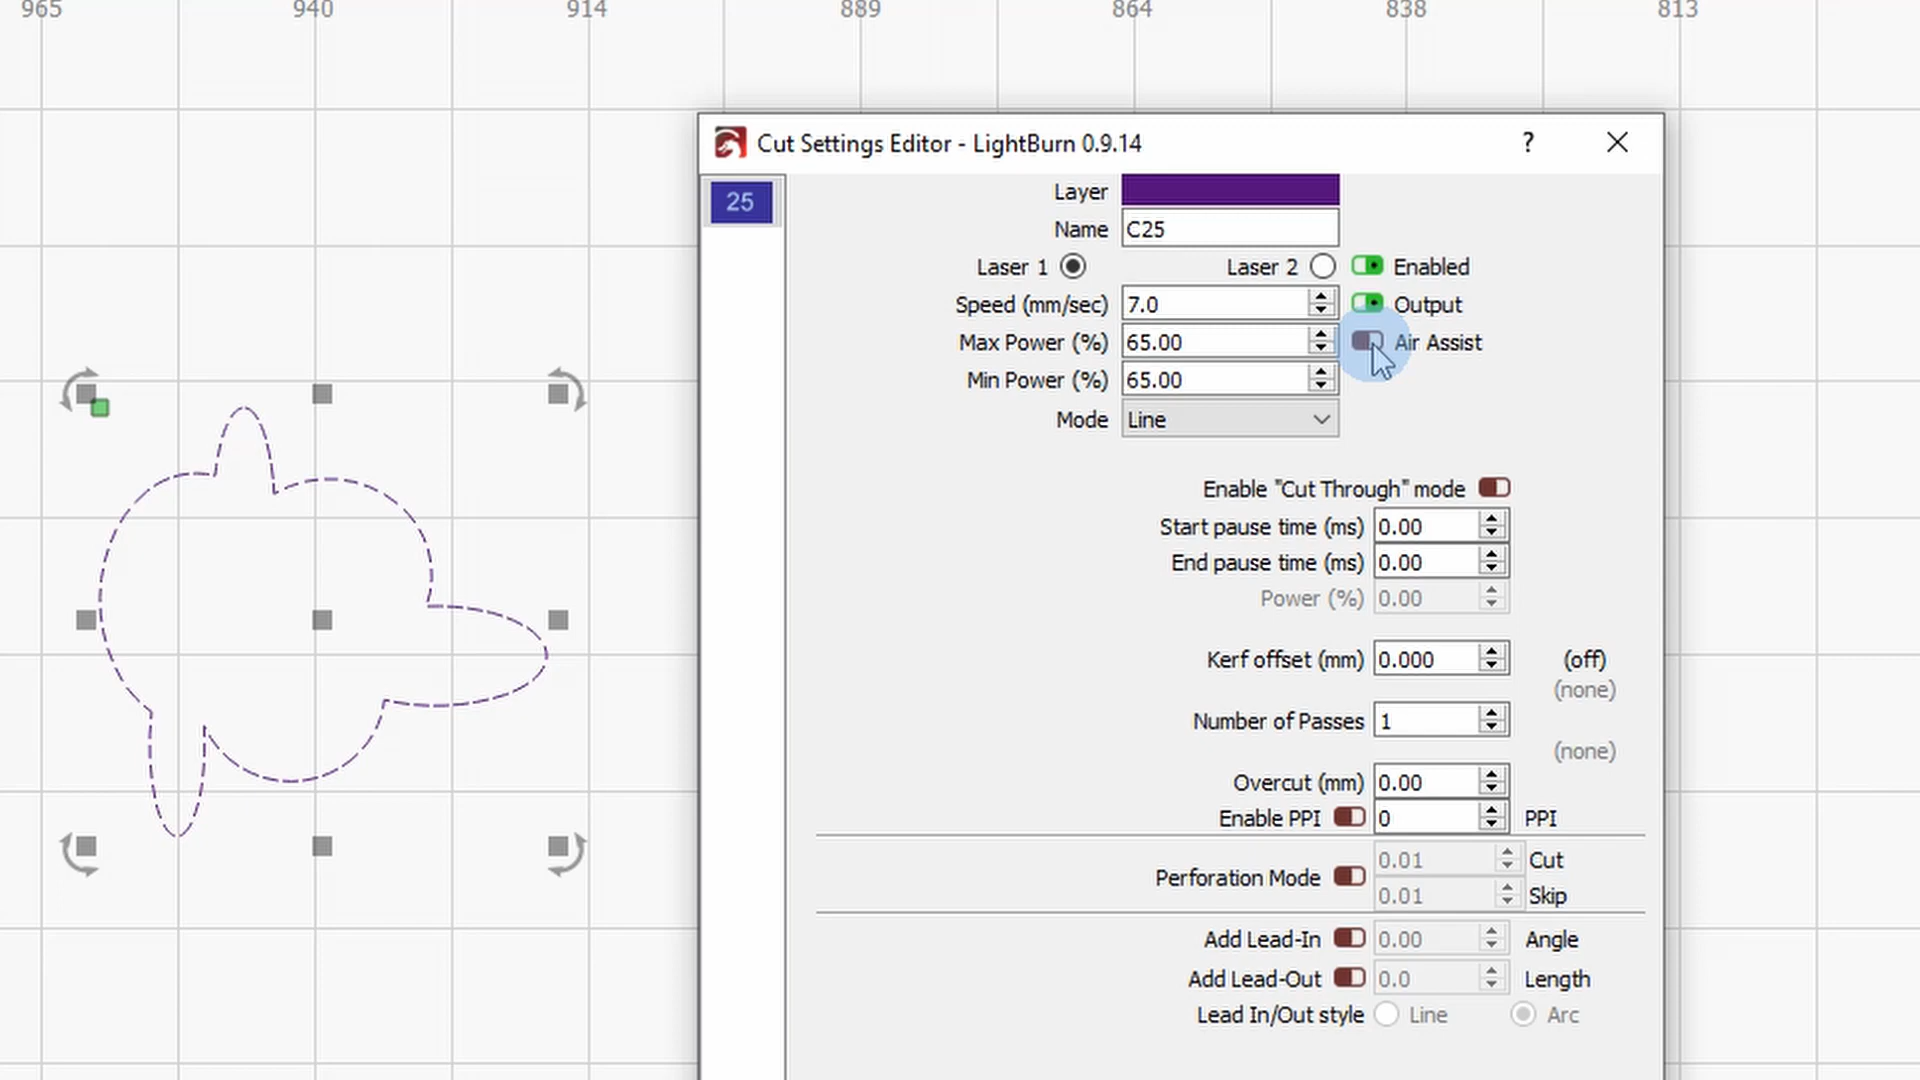 965 940 914 889 864 838 813
Cut Settings Editor - LightBurn 0.9.14 ?
25
Layer
Name C25
Laser 1 Laser 2 Enabled
Speed (mm/sec) 7.0 Output
Max Power (%) 65.00 Air Assist
Min Power (%) 65.00
Mode Line
Enable "Cut Through" mode
Start pause time (ms) 0.00
End pause time (ms) 0.00
Power (%) 0.00
Kerf offset (mm) 0.000 (off)
(none)
Number of Passes 1
(none)
Overcut (mm) 0.00
Enable PPI 0 PPI
0.01 Cut
Perforation Mode
0.01 Skip
Add Lead-In 0.00 Angle
Add Lead-Out 0.0 Length
Lead In/Out style Line Arc